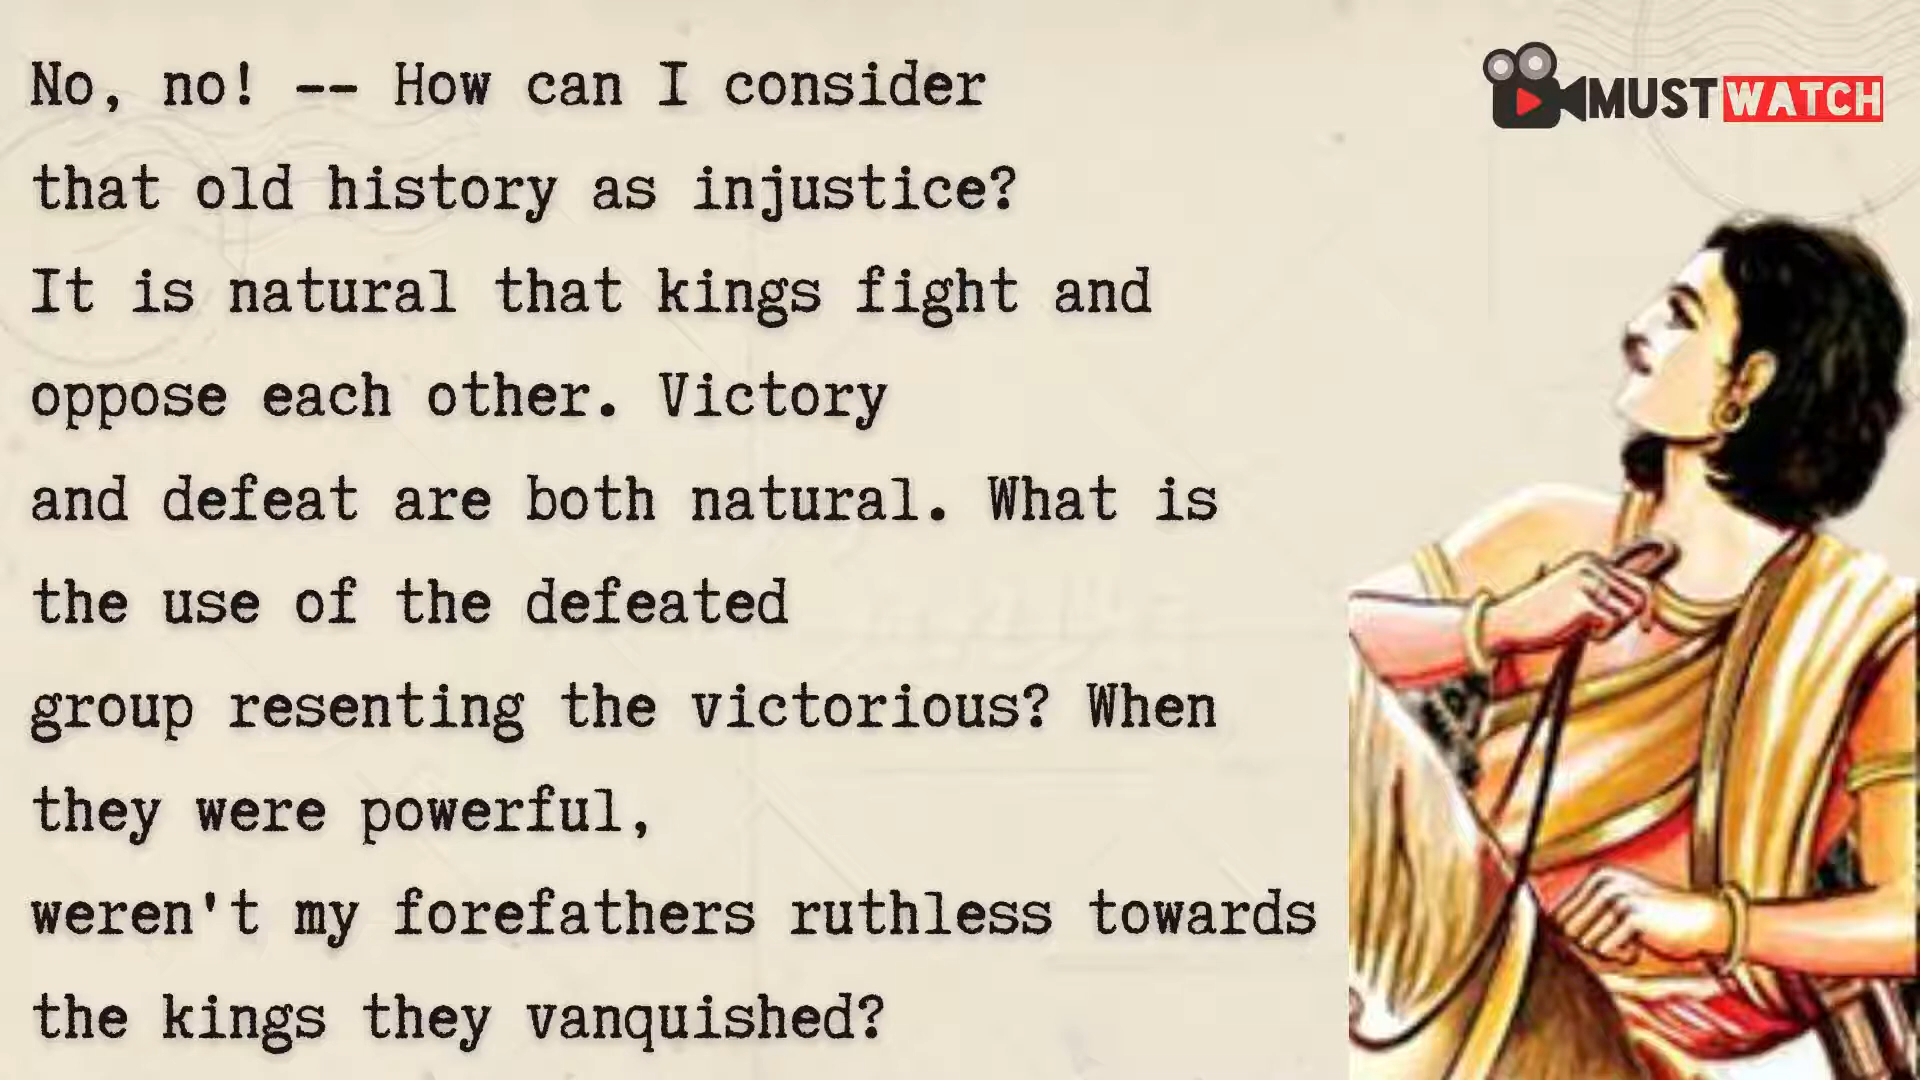 No, no! -- How can I consider
that old history as injustice?
It is natural that kings fight and
oppose each other. Victory
and defeat are both natural. What is
the use of the defeated
group resenting the victorious? When
they were powerful,
weren't my forefathers ruthless towards
the kings they vanquished?
MUST WATCH